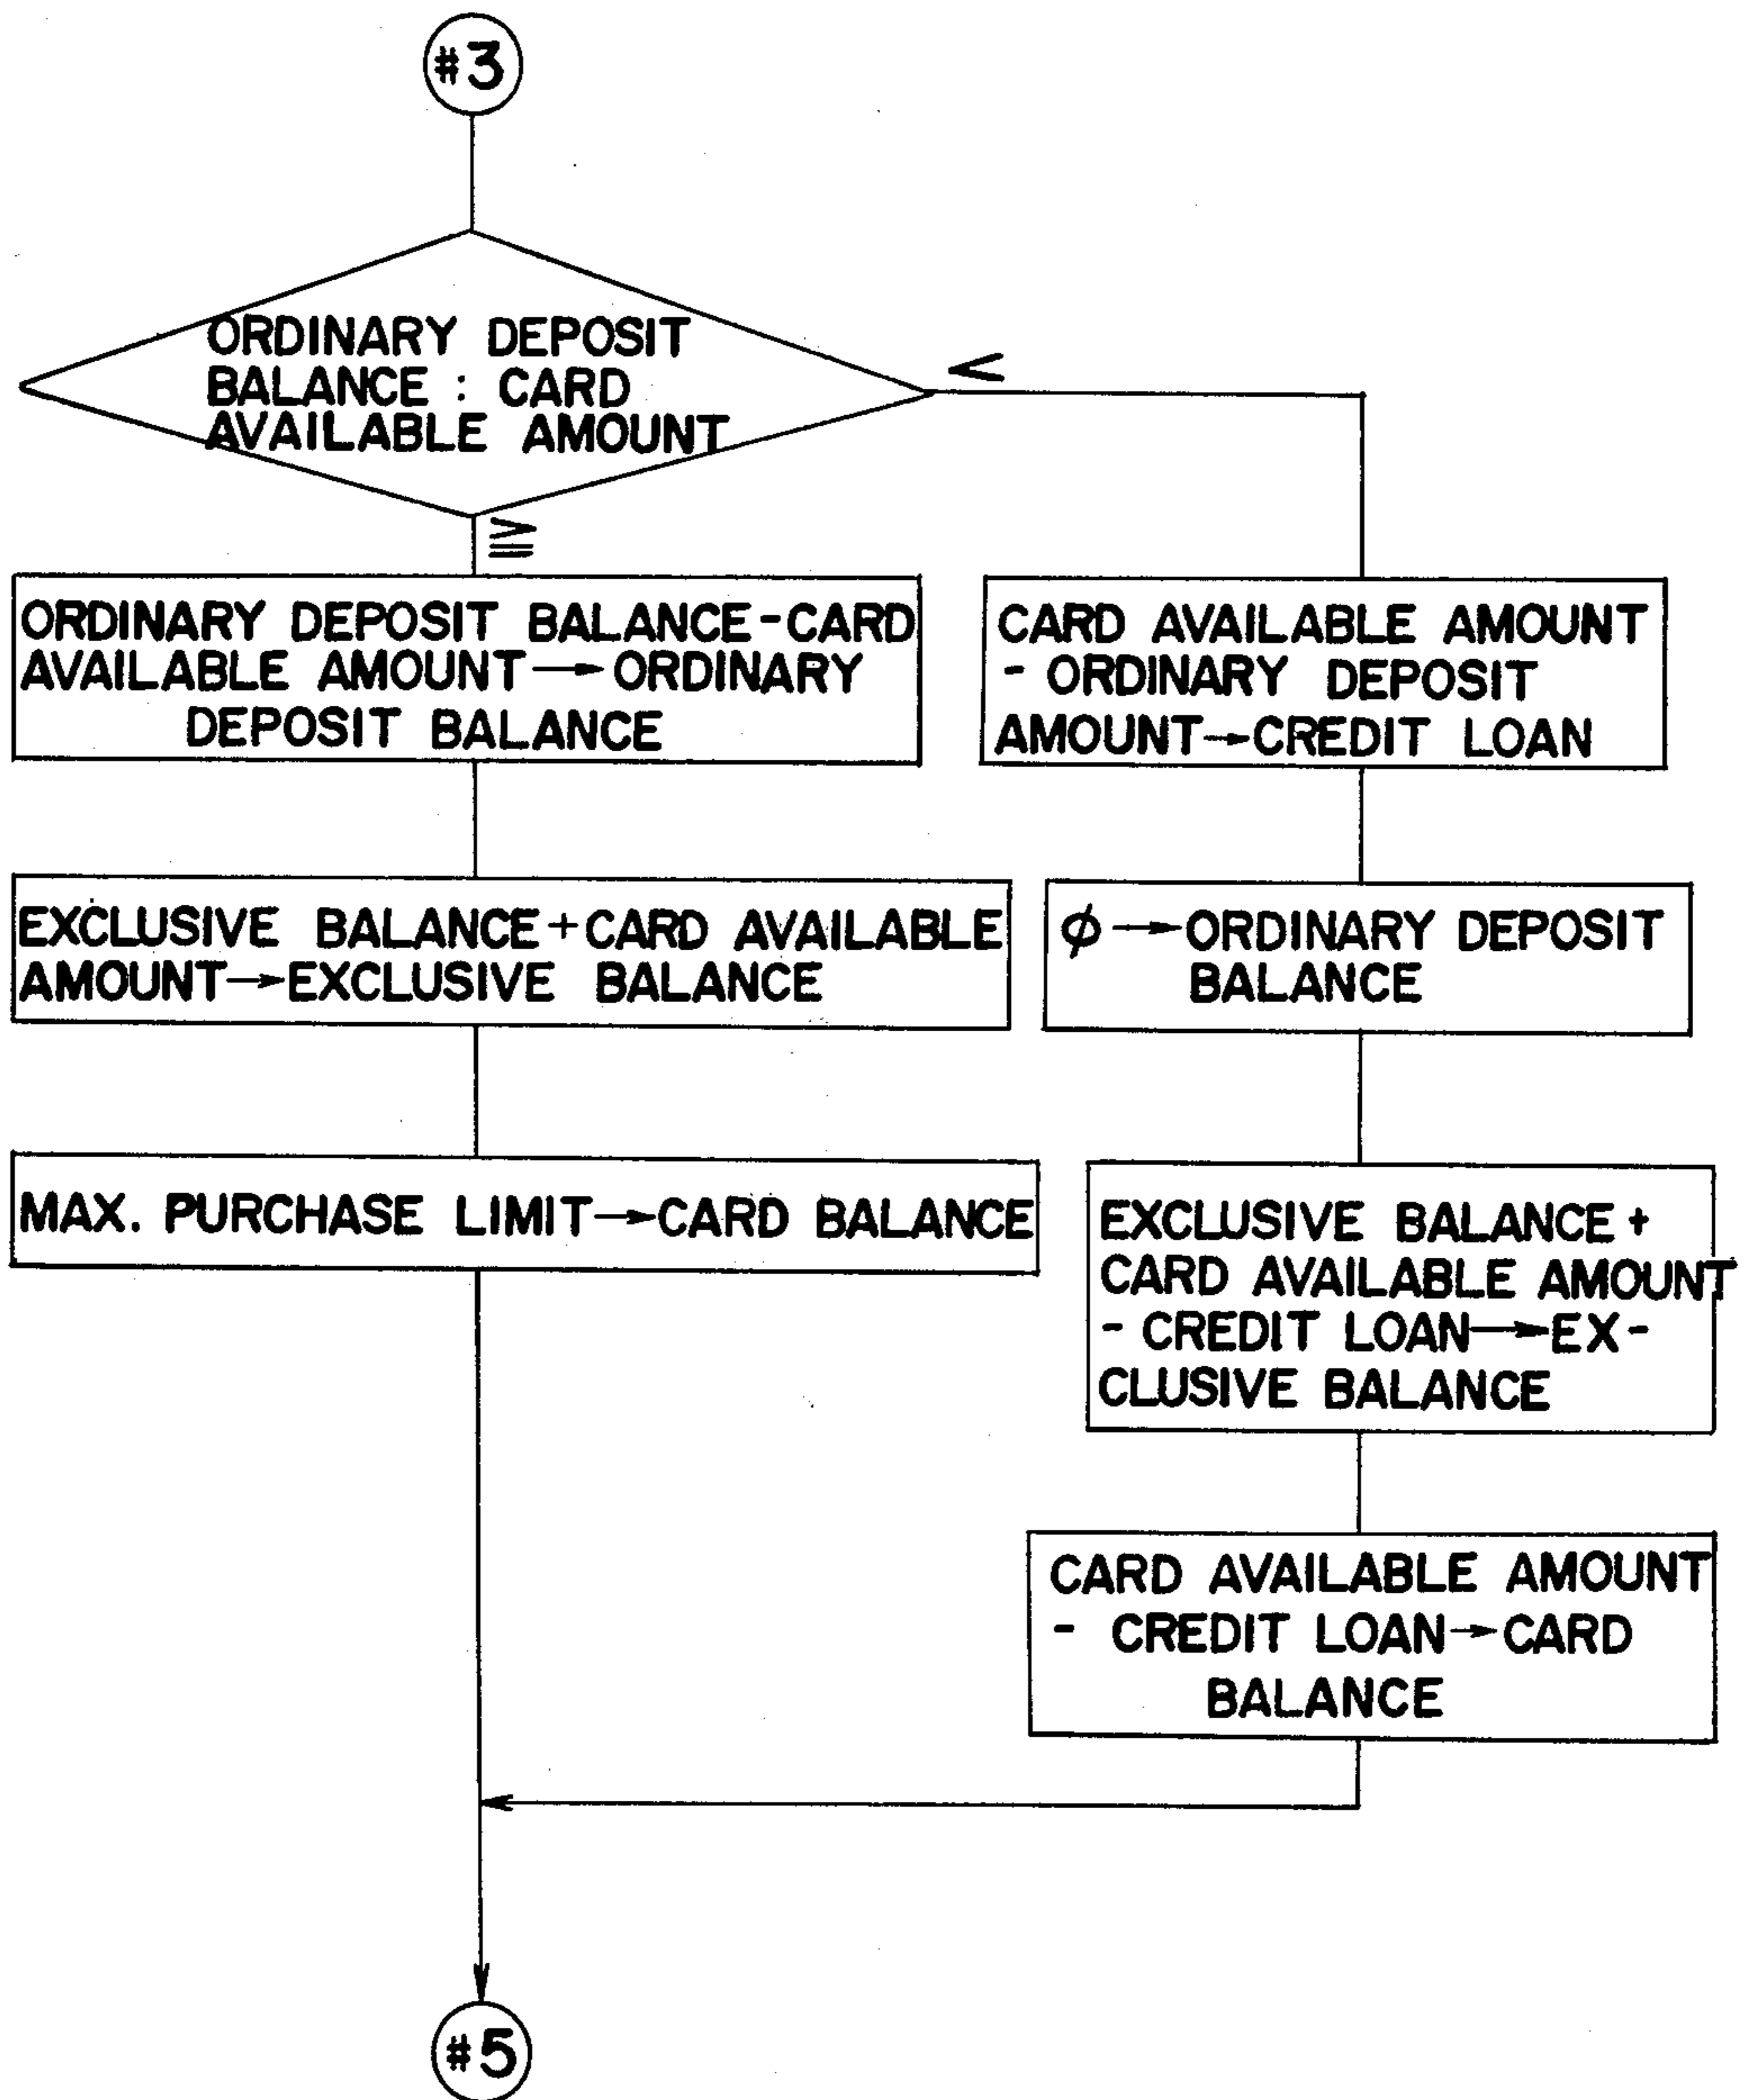 #3
ORDINARY DEPOSIT
BALANCE : CARD
AVAILABLE AMOUNT
<
≧
ORDINARY DEPOSIT BALANCE-CARD
AVAILABLE AMOUNT→ORDINARY
DEPOSIT BALANCE
EXCLUSIVE BALANCE+CARD AVAILABLE
AMOUNT→EXCLUSIVE BALANCE
MAX. PURCHASE LIMIT→CARD BALANCE
CARD AVAILABLE AMOUNT
- ORDINARY DEPOSIT
AMOUNT→CREDIT LOAN
ϕ→ORDINARY DEPOSIT
BALANCE
EXCLUSIVE BALANCE+
CARD AVAILABLE AMOUNT
- CREDIT LOAN→EX-
CLUSIVE BALANCE
CARD AVAILABLE AMOUNT
- CREDIT LOAN→CARD
BALANCE
#5